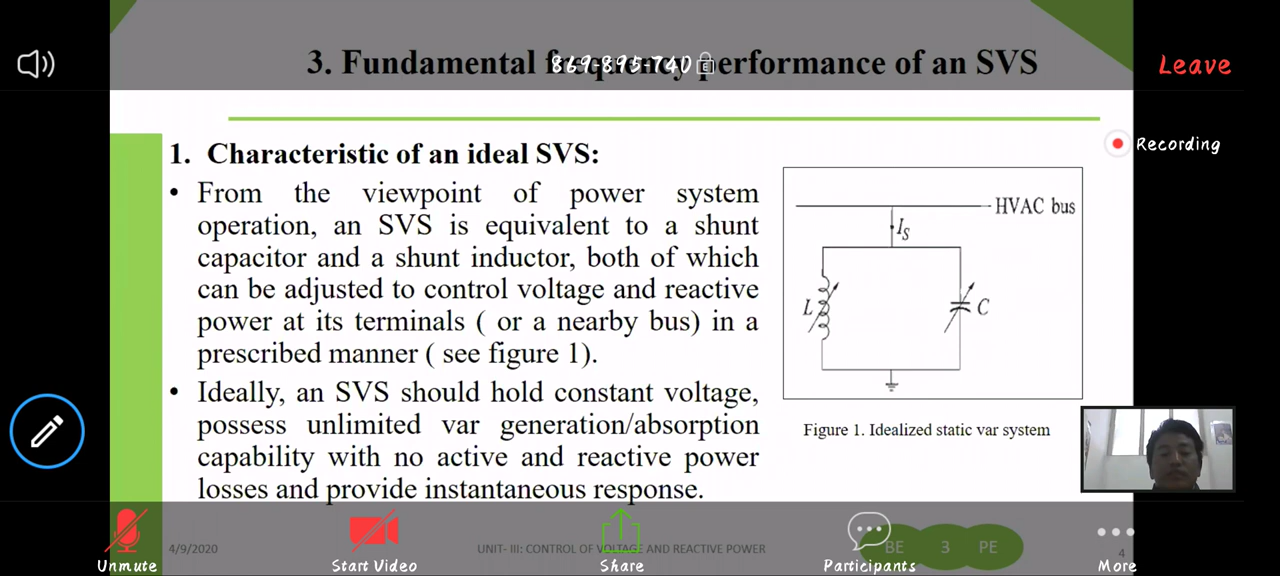 3. Fundamental frequency performance of an SVS
869-895-740
Leave
Recording
1. Characteristic of an ideal SVS:
• From the viewpoint of power system
operation, an SVS is equivalent to a shunt
capacitor and a shunt inductor, both of which
can be adjusted to control voltage and reactive
power at its terminals ( or a nearby bus) in a
prescribed manner ( see figure 1).
• Ideally, an SVS should hold constant voltage,
possess unlimited var generation/absorption
capability with no active and reactive power
losses and provide instantaneous response.
HVAC bus
IS
L
C
Figure 1. Idealized static var system
4/9/2020
UNIT- III: CONTROL OF VOLTAGE AND REACTIVE POWER
BE
3
PE
4
Unmute
Start Video
Share
Participants
More